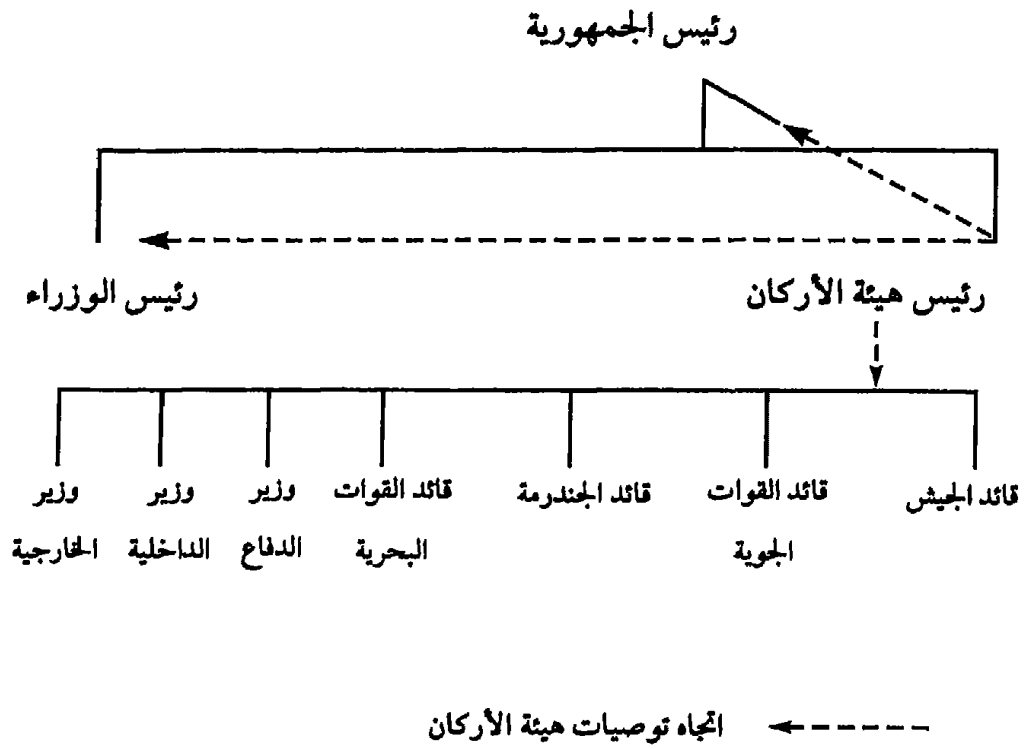 رئيس الجمهورية
رئيس هيئة الأركان
رئيس الوزراء
قائد الجيش
قائد القوات
الجوية
قائد الجندرمة
قائد القوات
البحرية
وزير
الدفاع
وزير
الداخلية
وزير
الخارجية
اتجاه توصيات هيئة الأركان